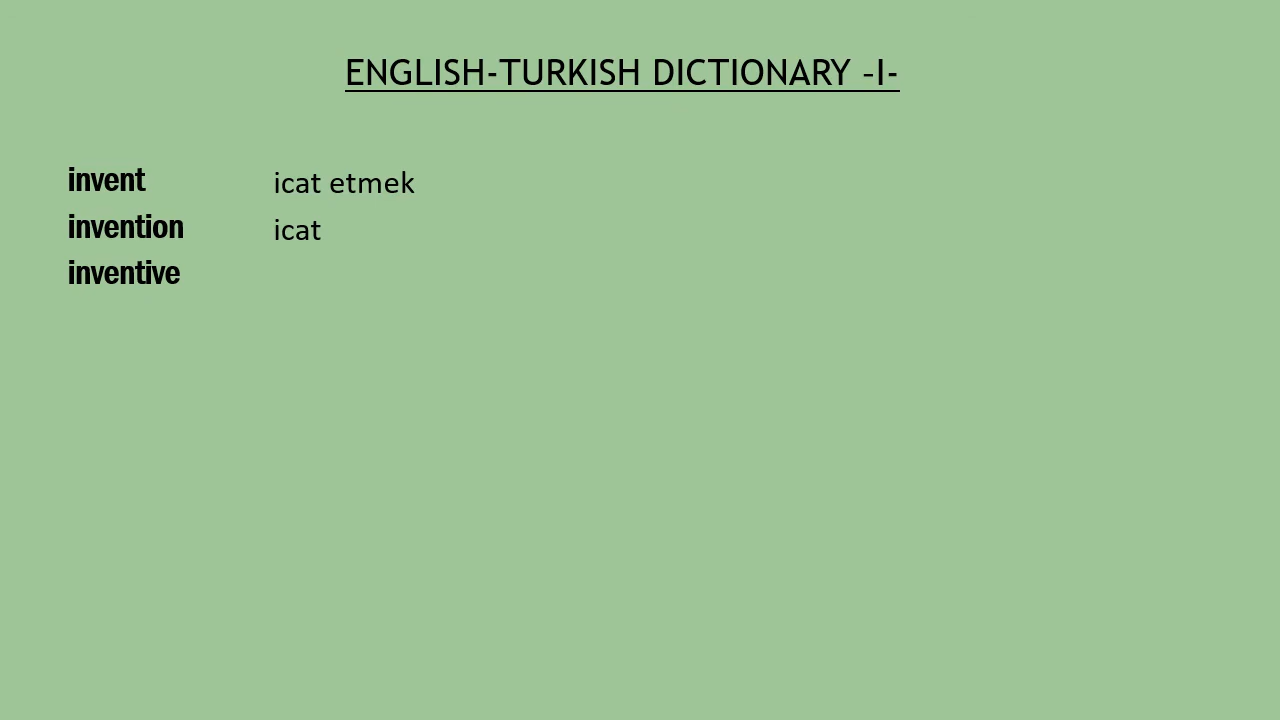 ENGLISH-TURKISH DICTIONARY –I-
invent icat etmek
invention icat
inventive